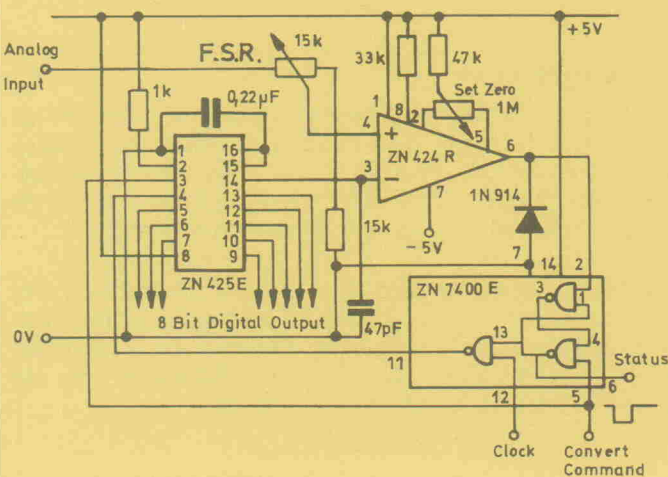 +5V
Analog
Input
F.S.R.
15k
33k
47k
Set Zero
1M
1k
0,22µF
1
8
2
5
4
+
6
ZN 424 R
3
−
7
− 5V
1N 914
15k
1 16
2 15
3 14
4 13
5 12
6 11
7 10
8 9
ZN 425E
7
14
2
ZN 7400 E
3
1
8 Bit Digital Output
47pF
0V
13
4
11
Status
6
12
5
Clock
Convert
Command